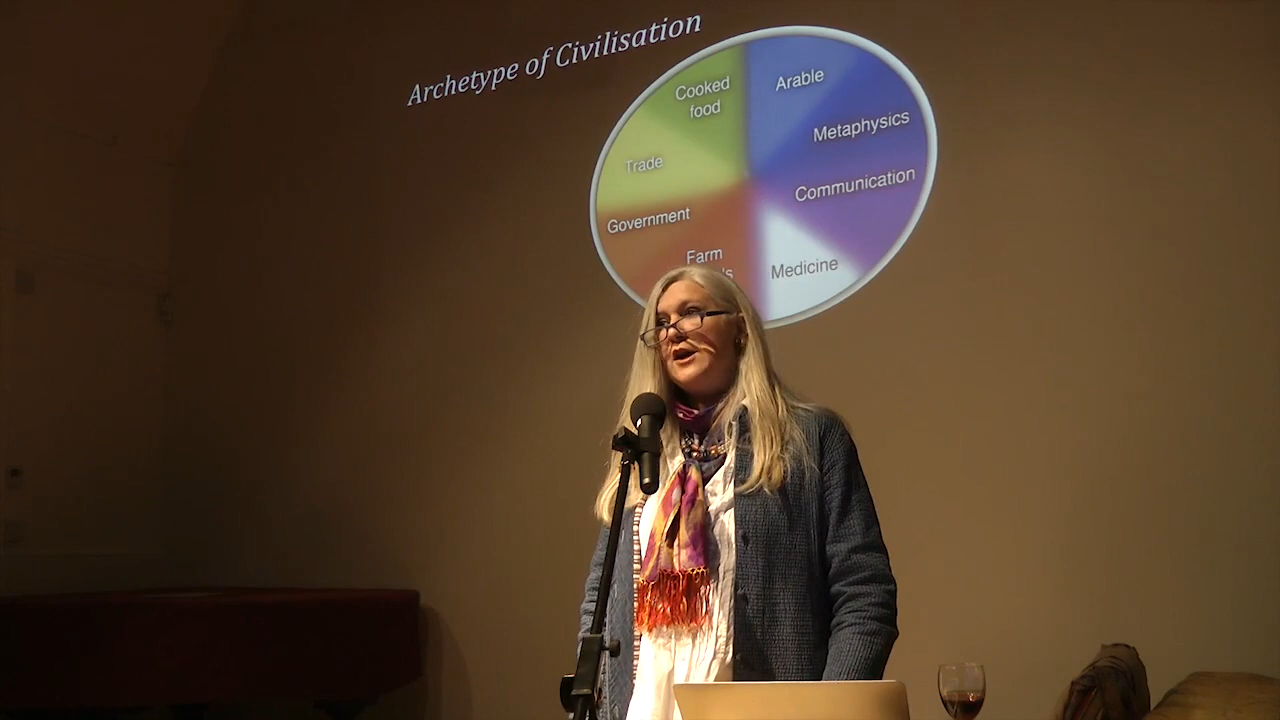 Archetype of Civilisation
Cooked
food
Arable
Metaphysics
Trade
Communication
Government
Farm
Medicine